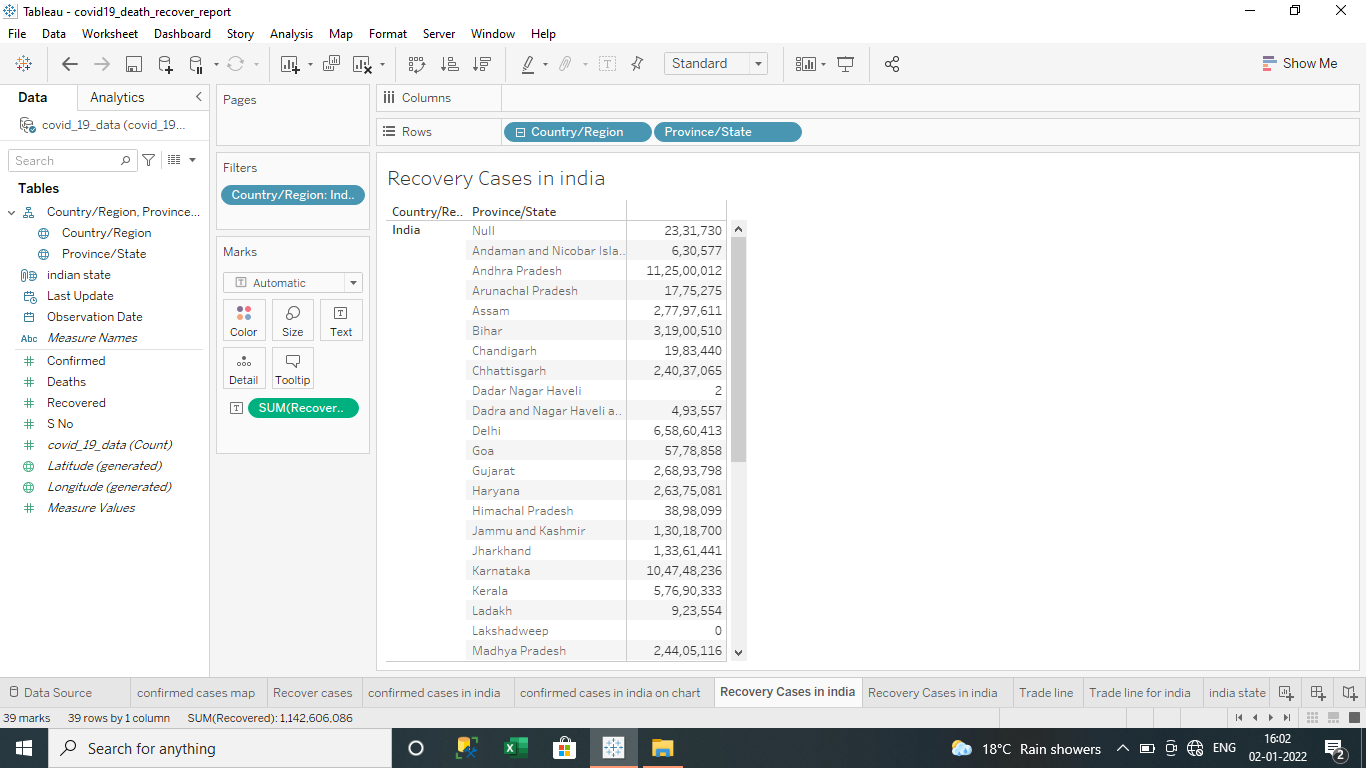 Tableau - covid19_death_recover_report
File Data Worksheet Dashboard Story Analysis Map Format Server Window Help
Standard
Show Me
Data Analytics
covid_19_data (covid_19...
Search
Tables
Country/Region, Province...
Country/Region
Province/State
indian state
Last Update
Observation Date
Abc Measure Names
Confirmed
Deaths
Recovered
S No
covid_19_data (Count)
Latitude (generated)
Longitude (generated)
Measure Values
Pages
Filters
Country/Region: Ind..
Marks
Automatic
Color Size Text
Detail Tooltip
SUM(Recover..
Columns
Rows Country/Region Province/State
Recovery Cases in india
Country/Re.. Province/State
India Null 23,31,730
Andaman and Nicobar Isla.. 6,30,577
Andhra Pradesh 11,25,00,012
Arunachal Pradesh 17,75,275
Assam 2,77,97,611
Bihar 3,19,00,510
Chandigarh 19,83,440
Chhattisgarh 2,40,37,065
Dadar Nagar Haveli 2
Dadra and Nagar Haveli a.. 4,93,557
Delhi 6,58,60,413
Goa 57,78,858
Gujarat 2,68,93,798
Haryana 2,63,75,081
Himachal Pradesh 38,98,099
Jammu and Kashmir 1,30,18,700
Jharkhand 1,33,61,441
Karnataka 10,47,48,236
Kerala 5,76,90,333
Ladakh 9,23,554
Lakshadweep 0
Madhya Pradesh 2,44,05,116
Data Source confirmed cases map Recover cases confirmed cases in india confirmed cases in india on chart Recovery Cases in india Recovery Cases in india Trade line Trade line for india india state
39 marks 39 rows by 1 column SUM(Recovered): 1,142,606,086
Search for anything
18°C Rain showers
ENG
16:02
02-01-2022
2